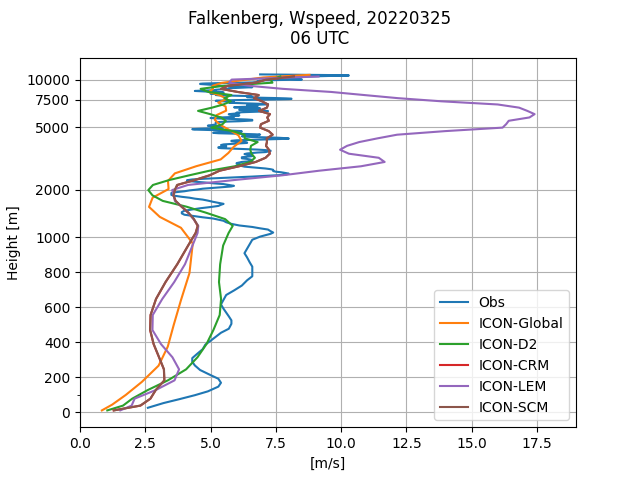 Falkenberg, Wspeed, 20220325
06 UTC
Height [m]
10000
7500
5000
2000
1000
800
600
400
200
0
0.0 2.5 5.0 7.5 10.0 12.5 15.0 17.5
[m/s]
Obs
ICON-Global
ICON-D2
ICON-CRM
ICON-LEM
ICON-SCM